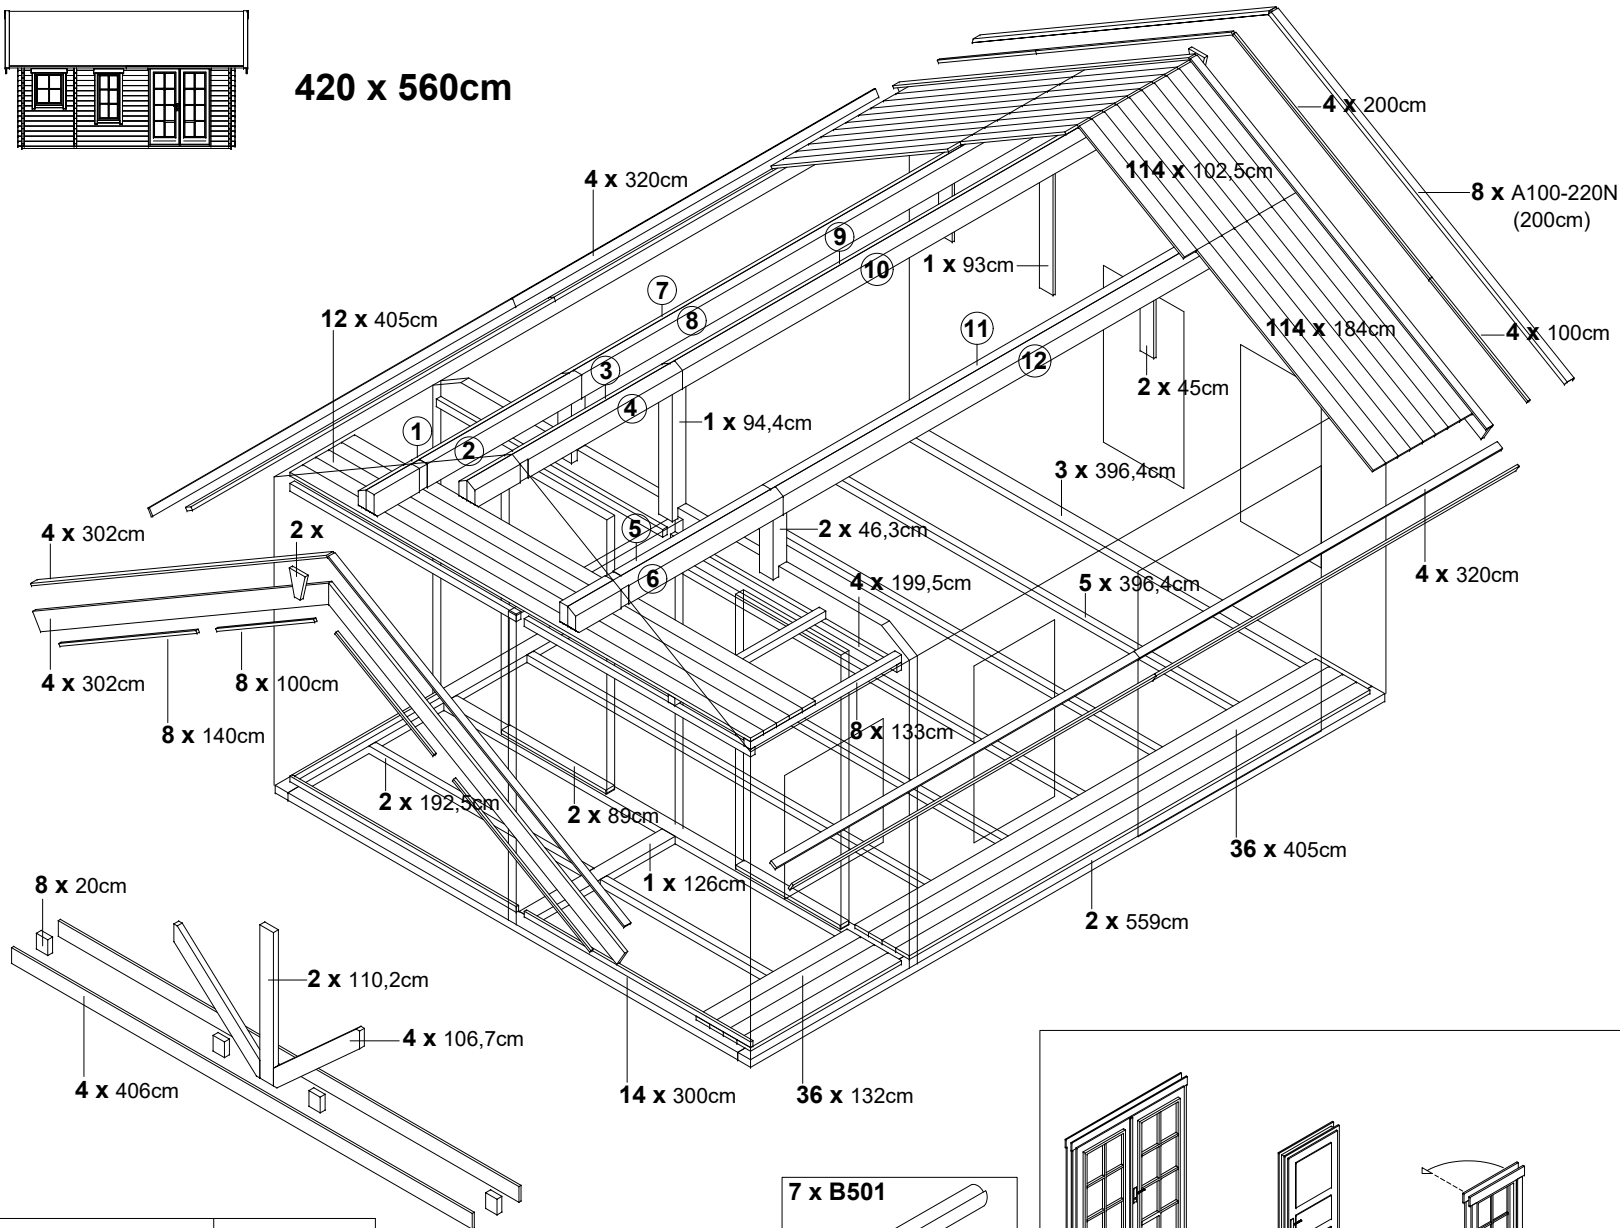 420 x 560cm
4 x 200cm
114 x 102,5cm
4 x 320cm
8 x A100-220N
(200cm)
9
1 x 93cm
10
7
12 x 405cm
8
11
114 x 184cm
4 x 100cm
12
3
2 x 45cm
4
1 x 94,4cm
1
2
3 x 396,4cm
4 x 302cm
2 x
5
2 x 46,3cm
6
4 x 199,5cm
5 x 396,4cm
4 x 320cm
4 x 302cm
8 x 100cm
8 x 140cm
8 x 133cm
2 x 192,5cm
2 x 89cm
36 x 405cm
8 x 20cm
1 x 126cm
2 x 559cm
2 x 110,2cm
4 x 106,7cm
4 x 406cm
14 x 300cm
36 x 132cm
7 x B501